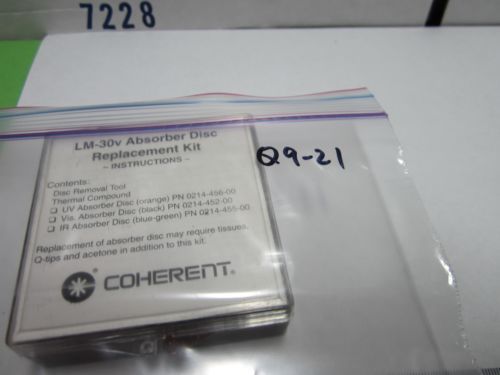 7228
LM-30v Absorber Disc
Replacement Kit
~ INSTRUCTIONS ~
Contents:
Disc Removal Tool
Thermal Compound
❑ UV Absorber Disc (orange) PN 0214-456-00
❑ Vis. Absorber Disc (black) PN 0214-452-00
❑ IR Absorber Disc (blue-green) PN 0214-455-00
Replacement of absorber disc may require tissues,
Q-tips and acetone in addition to this kit.
COHERENT®
Q9-21